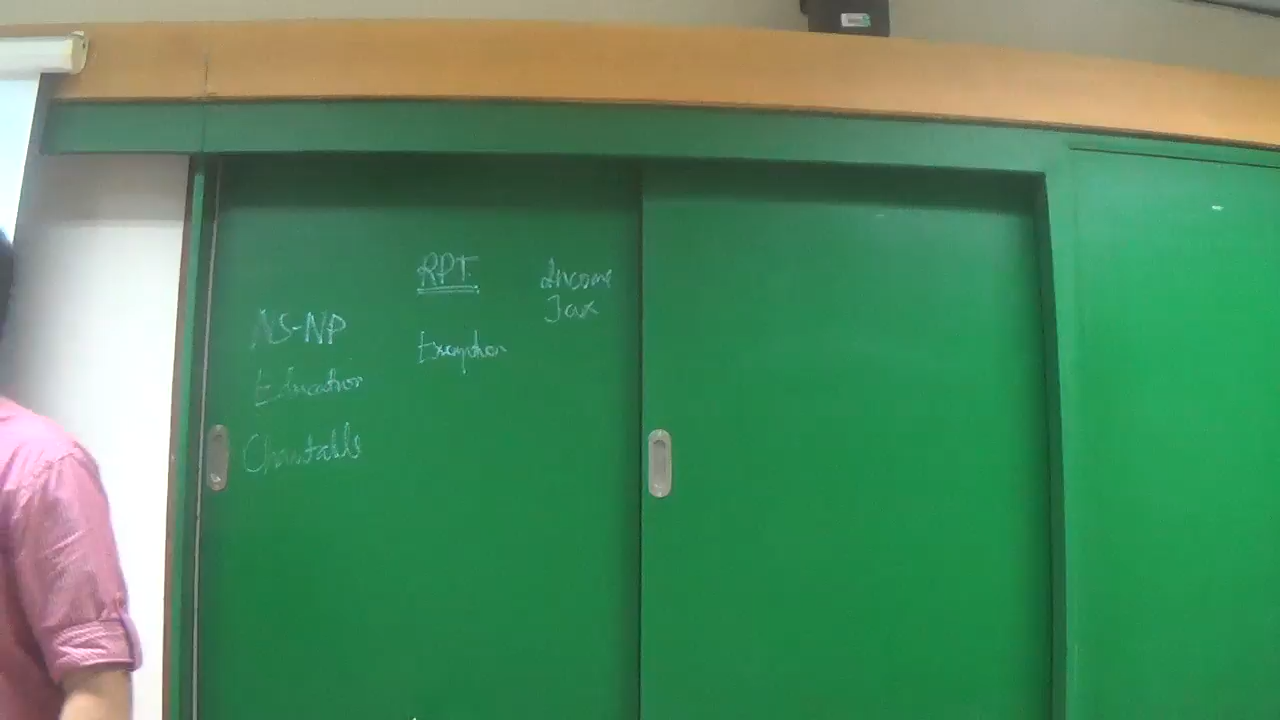 RPT.
Income
Tax
NS-NP
Exemption
Education
Charitable